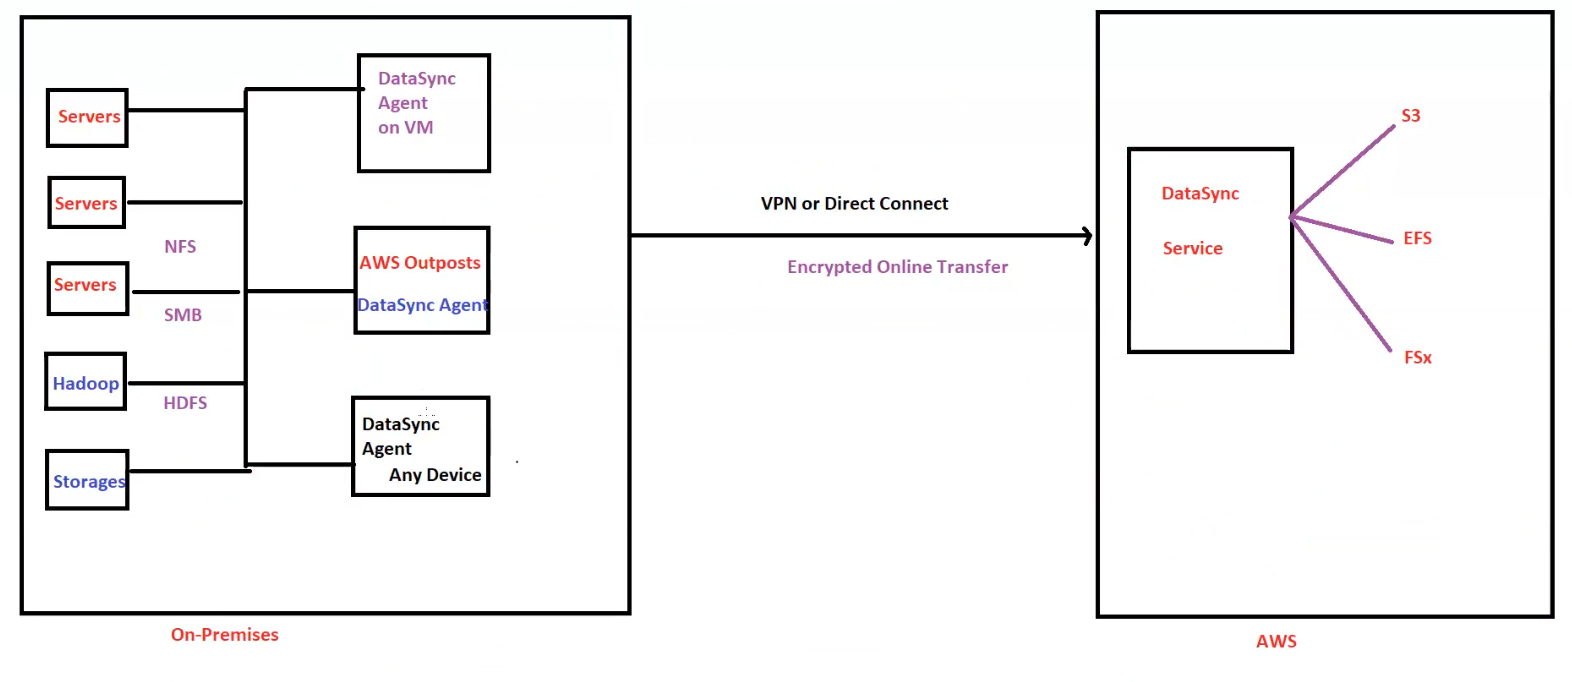 Servers
Servers
NFS
Servers
SMB
Hadoop
HDFS
Storages
DataSync
Agent
on VM
AWS Outposts
DataSync Agent
DataSync
Agent
Any Device
On-Premises
VPN or Direct Connect
Encrypted Online Transfer
DataSync
Service
S3
EFS
FSx
AWS